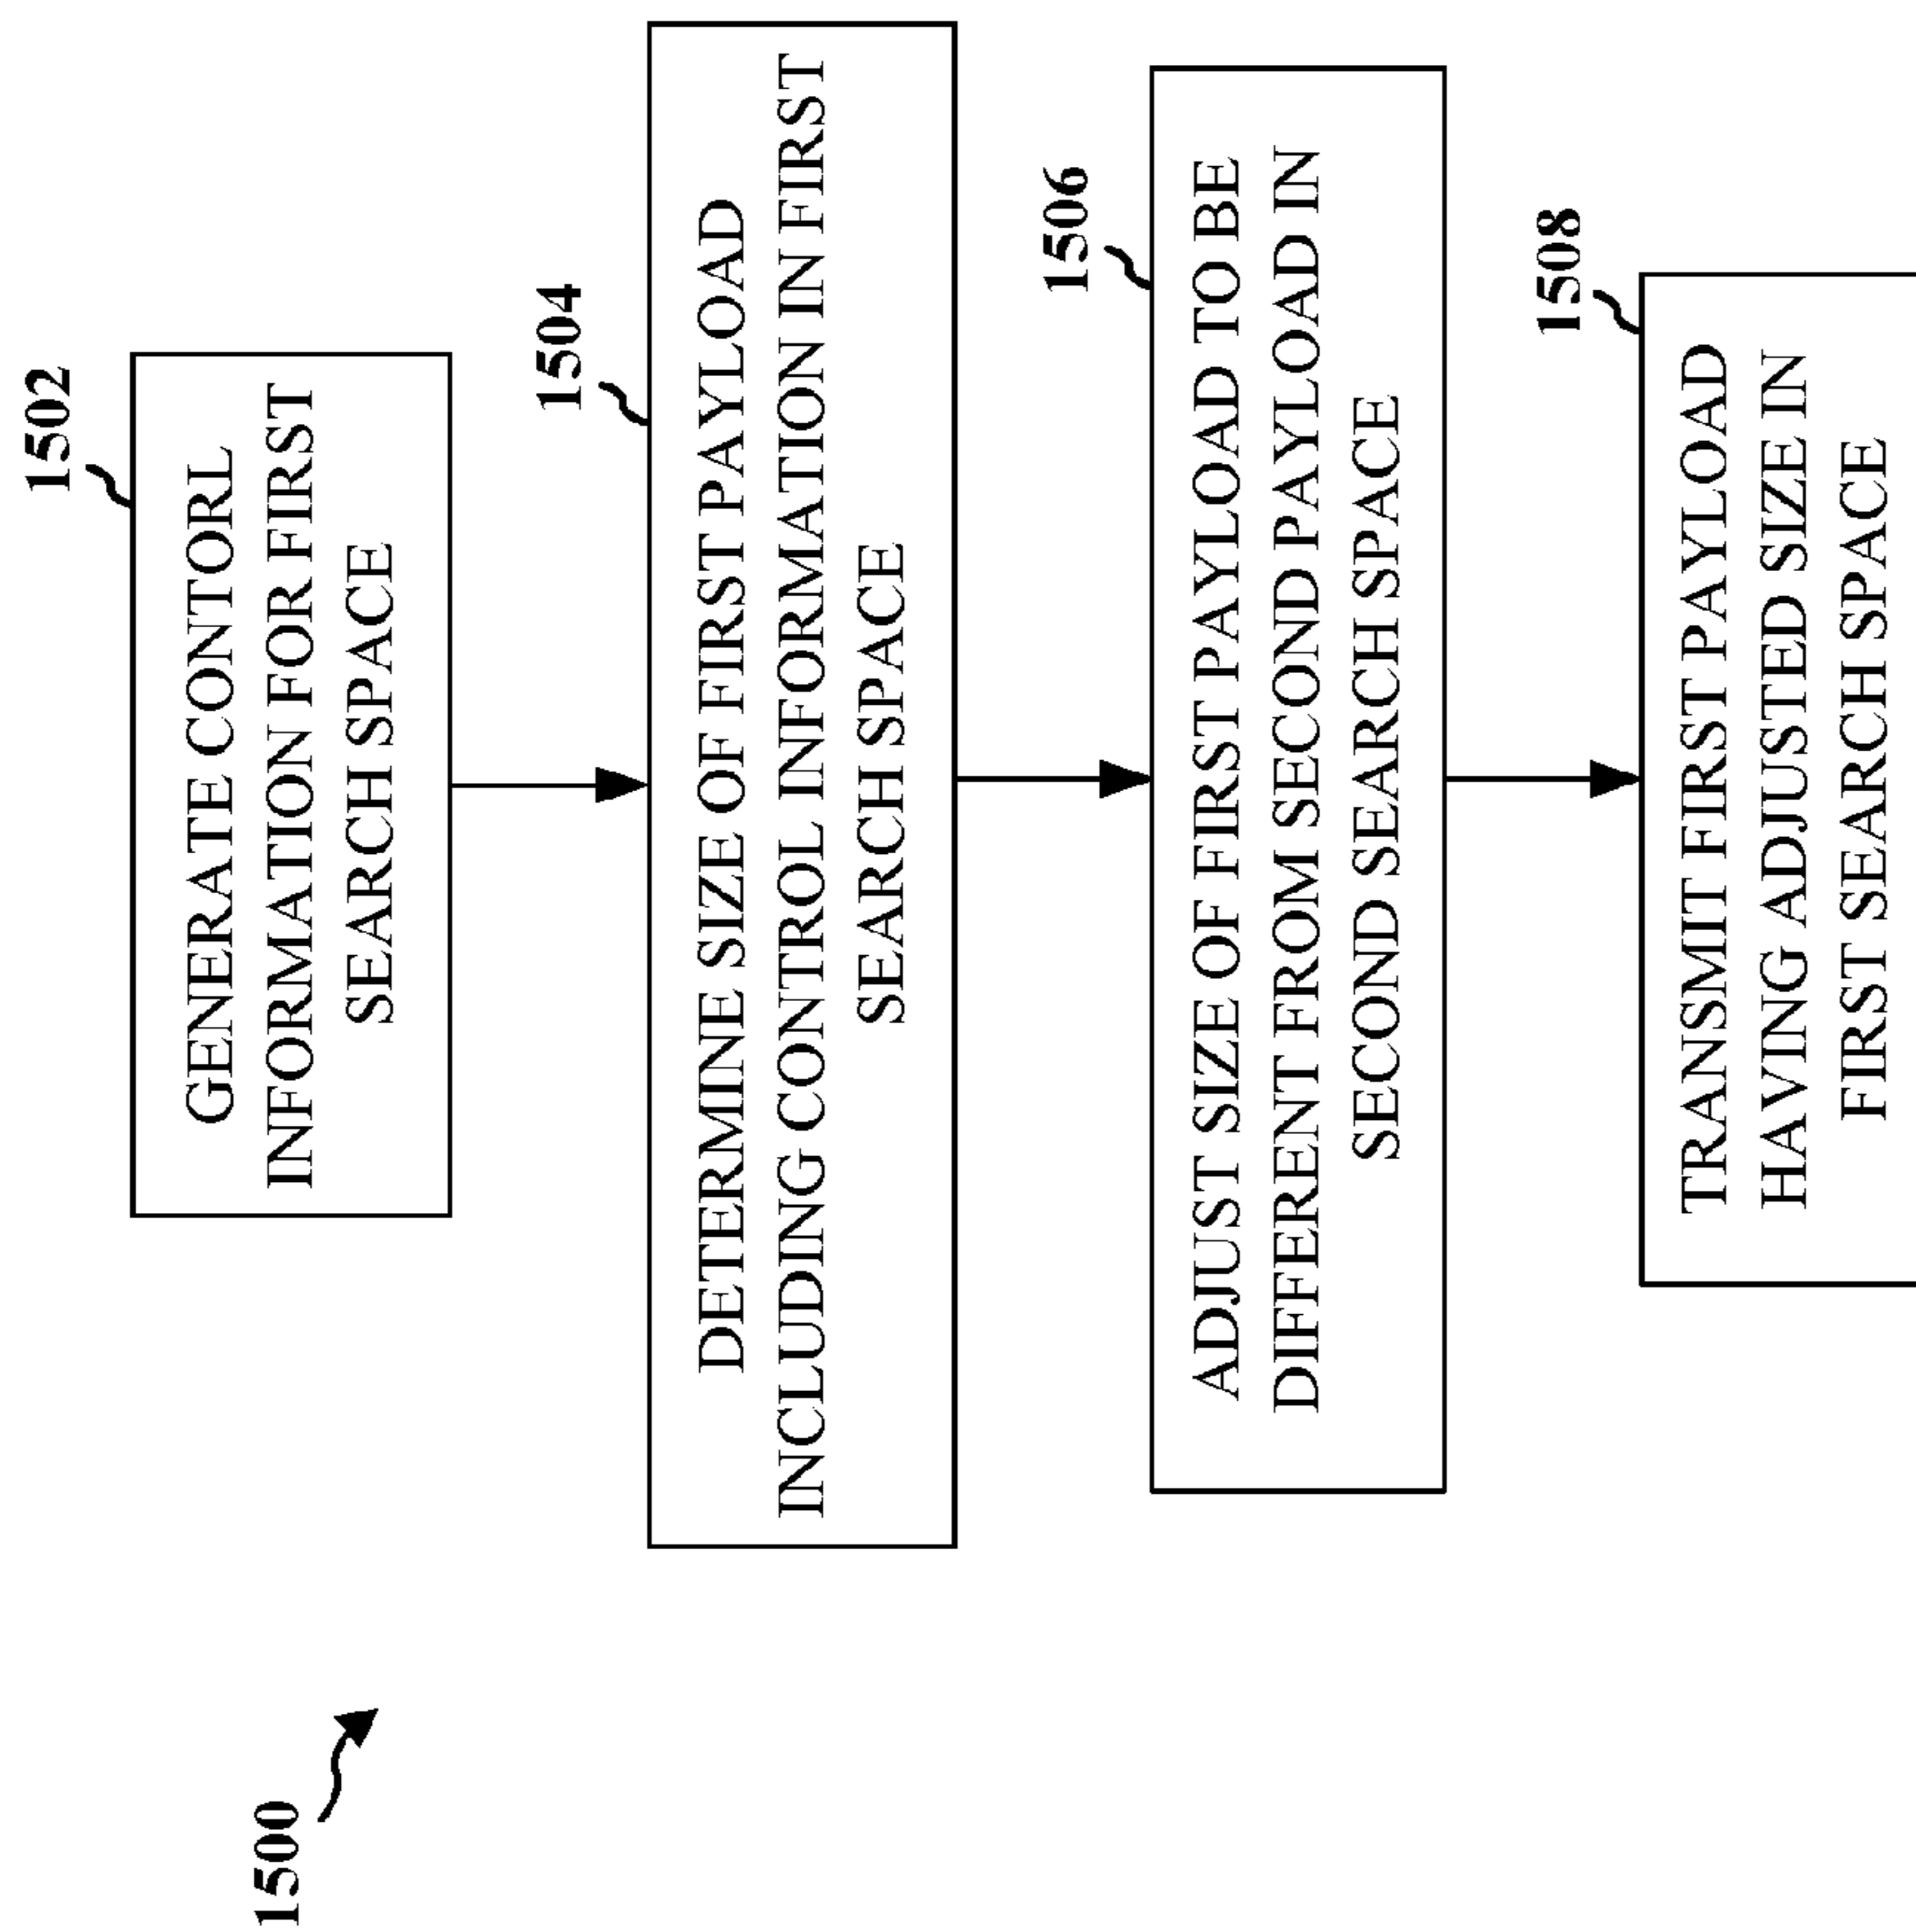 1500
1502
GENERATE CONTORL
INFORMATION FOR FIRST
SEARCH SPACE
1504
DETERMINE SIZE OF FIRST PAYLOAD
INCLUDING CONTROL INFORMATION IN FIRST
SEARCH SPACE
1506
ADJUST SIZE OF FIRST PAYLOAD TO BE
DIFFERENT FROM SECOND PAYLOAD IN
SECOND SEARCH SPACE
1508
TRANSMIT FIRST PAYLOAD
HAVING ADJUSTED SIZE IN
FIRST SEARCH SPACE